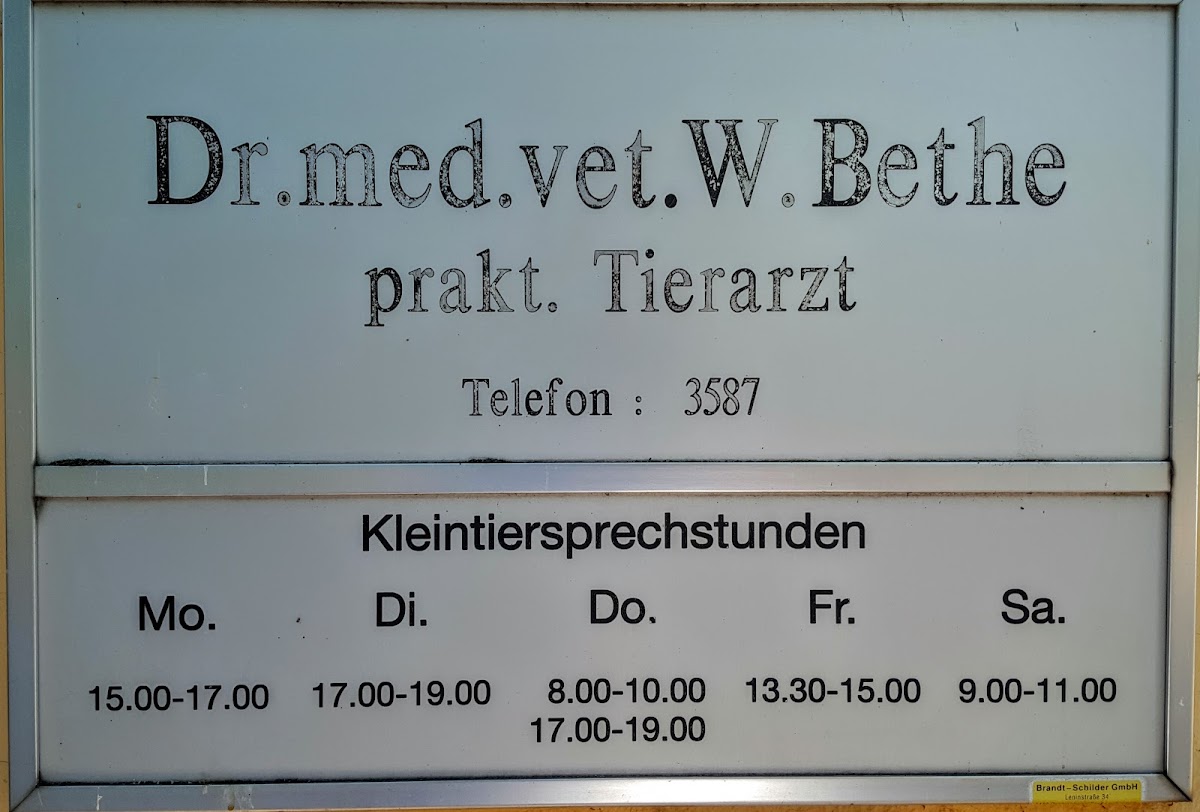 Dr.med.vet.W.Bethe
prakt. Tierarzt
Telefon : 3587
Kleintiersprechstunden
Mo. Di. Do. Fr. Sa.
15.00-17.00 17.00-19.00 8.00-10.00 13.30-15.00 9.00-11.00
17.00-19.00
Brandt-Schilder GmbH
Leninstraße 34